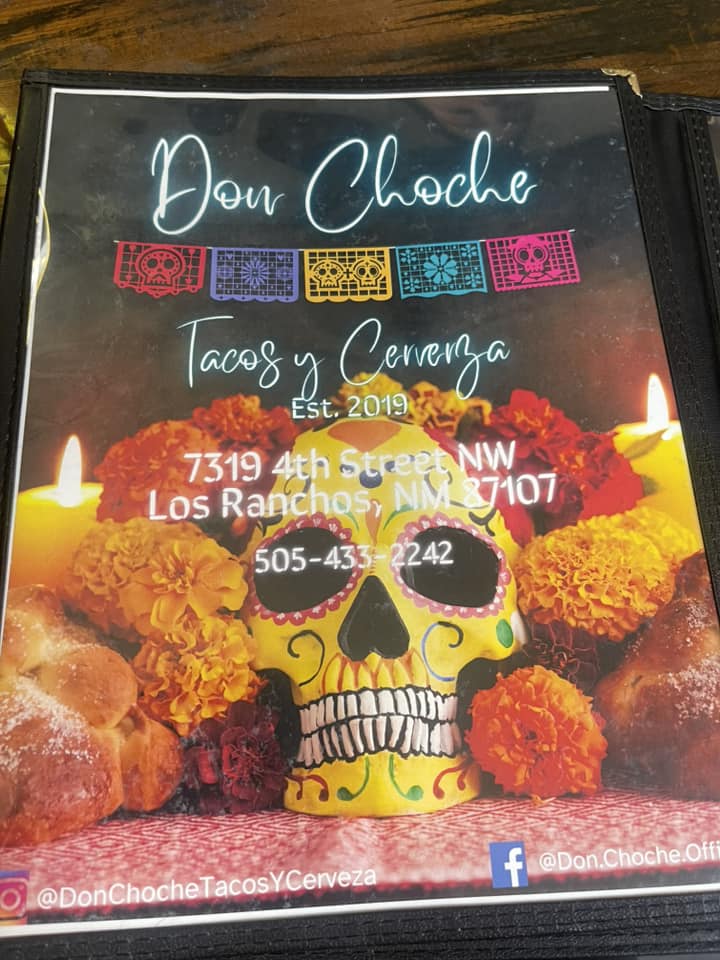 Don Choche
Tacos y Cerverza
Est. 2019
7319 4th Street NW
Los Ranchos, NM 87107
505-433-2242
@DonChocheTacosYCerveza
f @Don.Choche.Offi